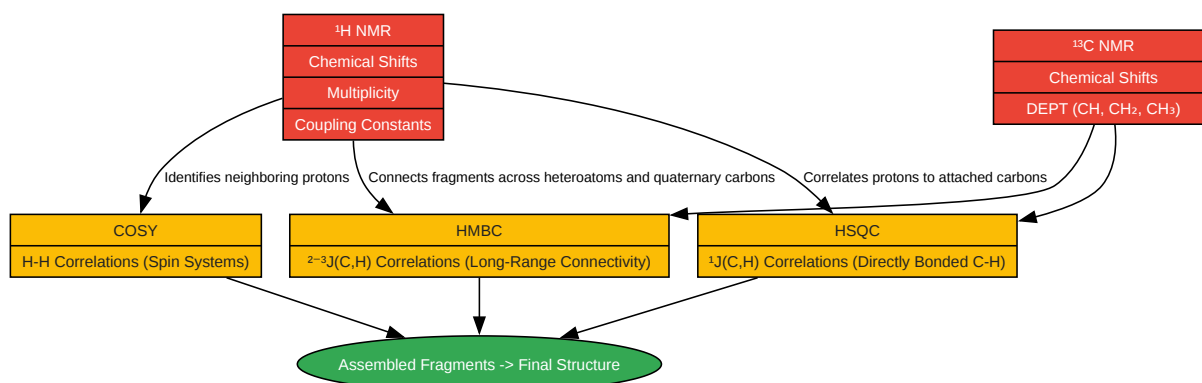 ¹H NMR
Chemical Shifts
Multiplicity
Coupling Constants
¹³C NMR
Chemical Shifts
DEPT (CH, CH₂, CH₃)
Identifies neighboring protons
Connects fragments across heteroatoms and quaternary carbons
Correlates protons to attached carbons
COSY
H-H Correlations (Spin Systems)
HMBC
²⁻³J(C,H) Correlations (Long-Range Connectivity)
HSQC
¹J(C,H) Correlations (Directly Bonded C-H)
Assembled Fragments -> Final Structure